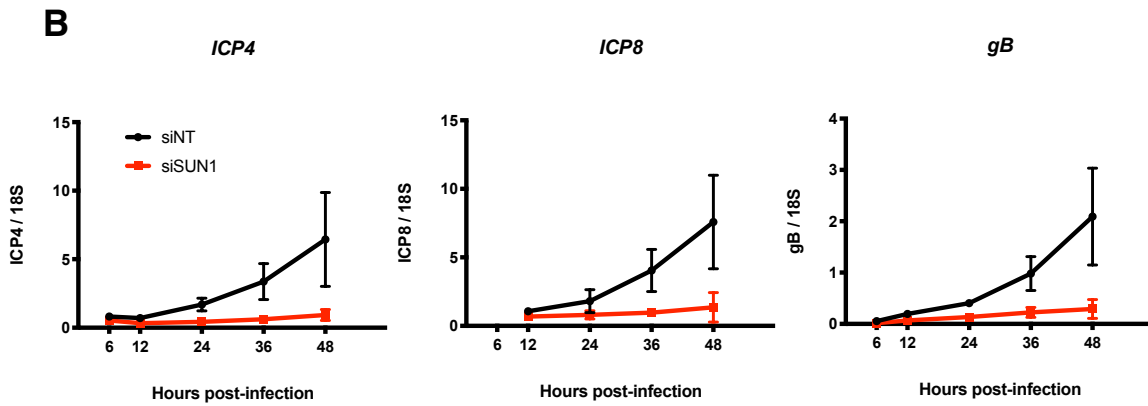 B
ICP4
ICP8
gB
siNT
siSUN1
ICP4 / 18S
15
10
5
0
6 12 24 36 48
Hours post-infection
ICP8 / 18S
15
10
5
0
6 12 24 36 48
Hours post-infection
gB / 18S
4
3
2
1
0
6 12 24 36 48
Hours post-infection